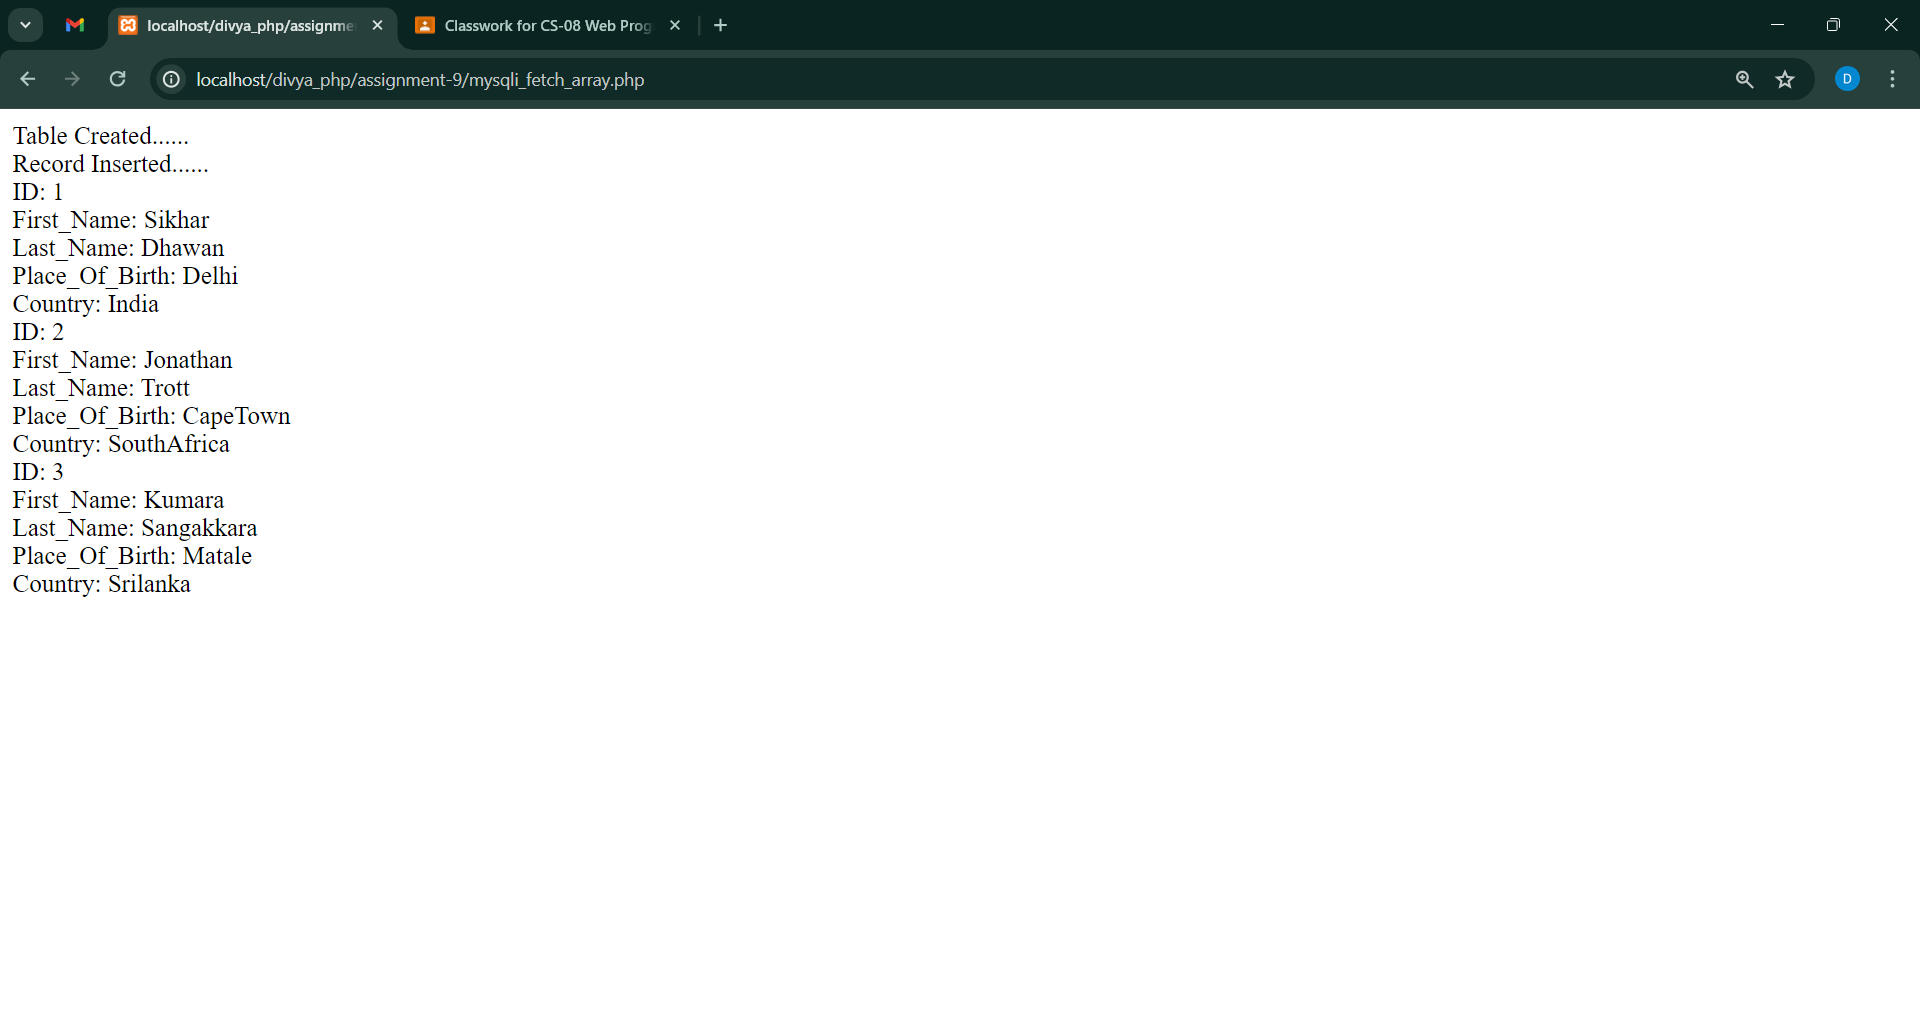 localhost/divya_php/assignme
Classwork for CS-08 Web Prog
localhost/divya_php/assignment-9/mysqli_fetch_array.php
D
Table Created......
Record Inserted......
ID: 1
First_Name: Sikhar
Last_Name: Dhawan
Place_Of_Birth: Delhi
Country: India
ID: 2
First_Name: Jonathan
Last_Name: Trott
Place_Of_Birth: CapeTown
Country: SouthAfrica
ID: 3
First_Name: Kumara
Last_Name: Sangakkara
Place_Of_Birth: Matale
Country: Srilanka